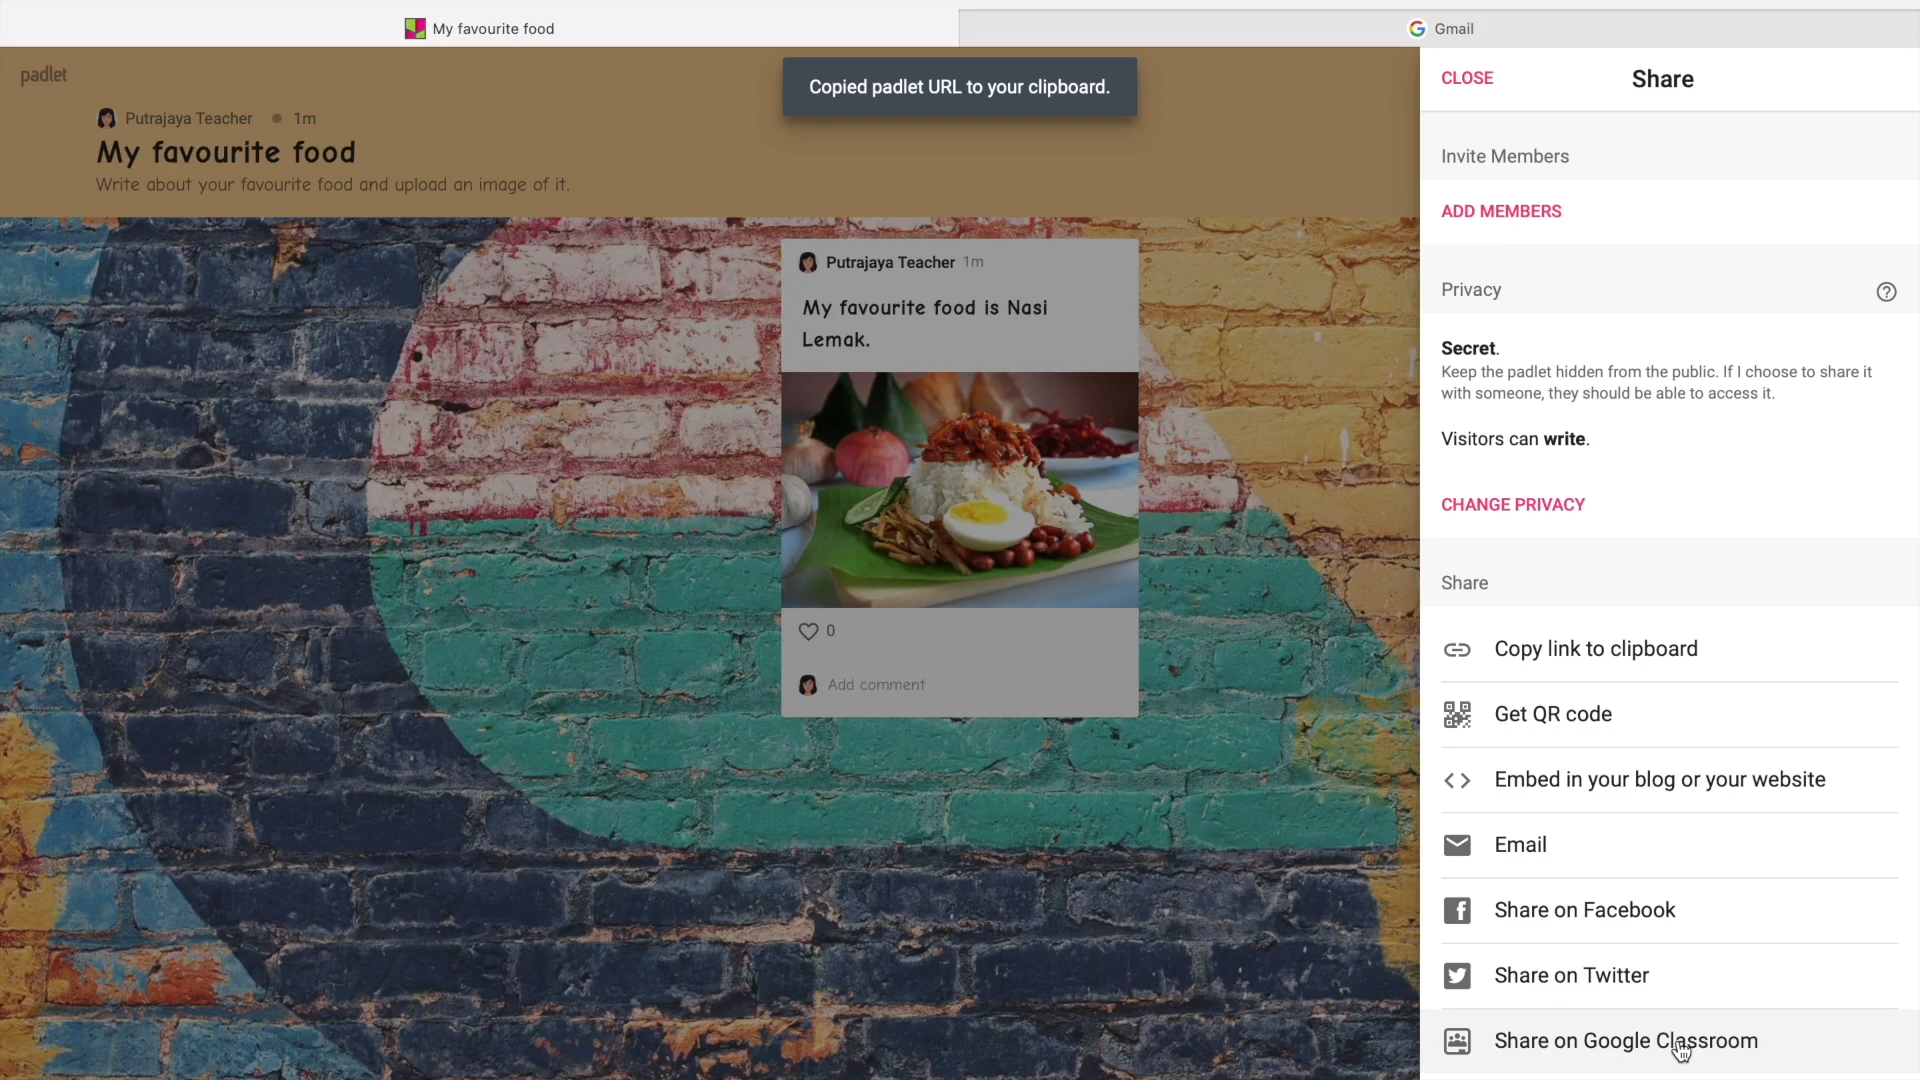 My favourite food
Gmail
padlet
Copied padlet URL to your clipboard.
CLOSE
Share
Putrajaya Teacher 1m
My favourite food
Write about your favourite food and upload an image of it.
Invite Members
ADD MEMBERS
Putrajaya Teacher 1m
My favourite food is Nasi
Lemak.
0
Add comment
Privacy
Secret.
Keep the padlet hidden from the public. If I choose to share it
with someone, they should be able to access it.
Visitors can write.
CHANGE PRIVACY
Share
Copy link to clipboard
Get QR code
Embed in your blog or your website
Email
Share on Facebook
Share on Twitter
Share on Google Classroom